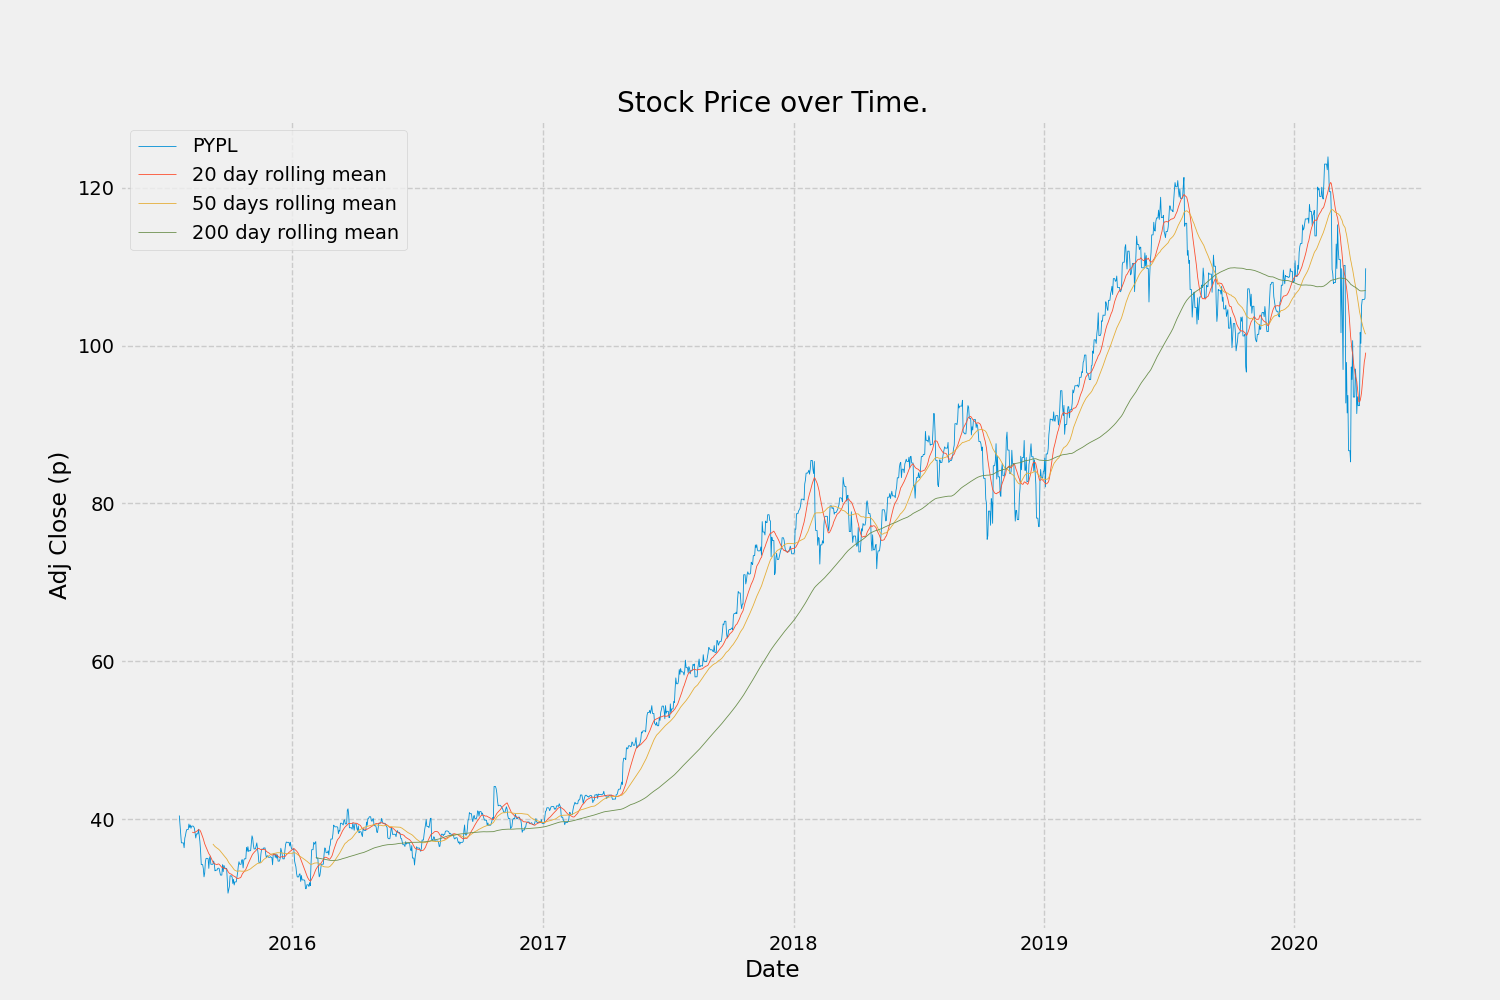 Stock Price over Time.
PYPL
20 day rolling mean
50 days rolling mean
200 day rolling mean
120
100
80
60
40
Adj Close (p)
2016 2017 2018 2019 2020
Date